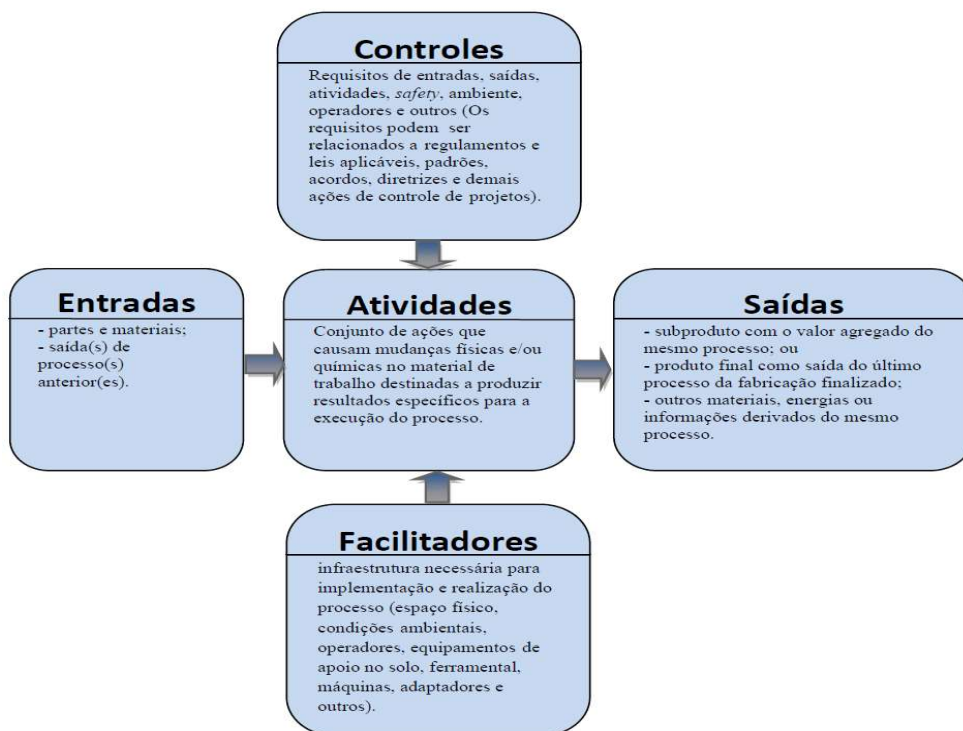 Controles
Requisitos de entradas, saídas,
atividades, safety, ambiente,
operadores e outros (Os
requisitos podem ser
relacionados a regulamentos e
leis aplicáveis, padrões,
acordos, diretrizes e demais
ações de controle de projetos).
Entradas
- partes e materiais;
- saída(s) de
processo(s)
anterior(es).
Atividades
Conjunto de ações que
causam mudanças físicas e/ou
químicas no material de
trabalho destinadas a produzir
resultados específicos para a
execução do processo.
Saídas
- subproduto com o valor agregado do
mesmo processo; ou
- produto final como saída do último
processo da fabricação finalizado;
- outros materiais, energias ou
informações derivados do mesmo
processo.
Facilitadores
infraestrutura necessária para
implementação e realização do
processo (espaço físico,
condições ambientais,
operadores, equipamentos de
apoio no solo, ferramental,
máquinas, adaptadores e
outros).